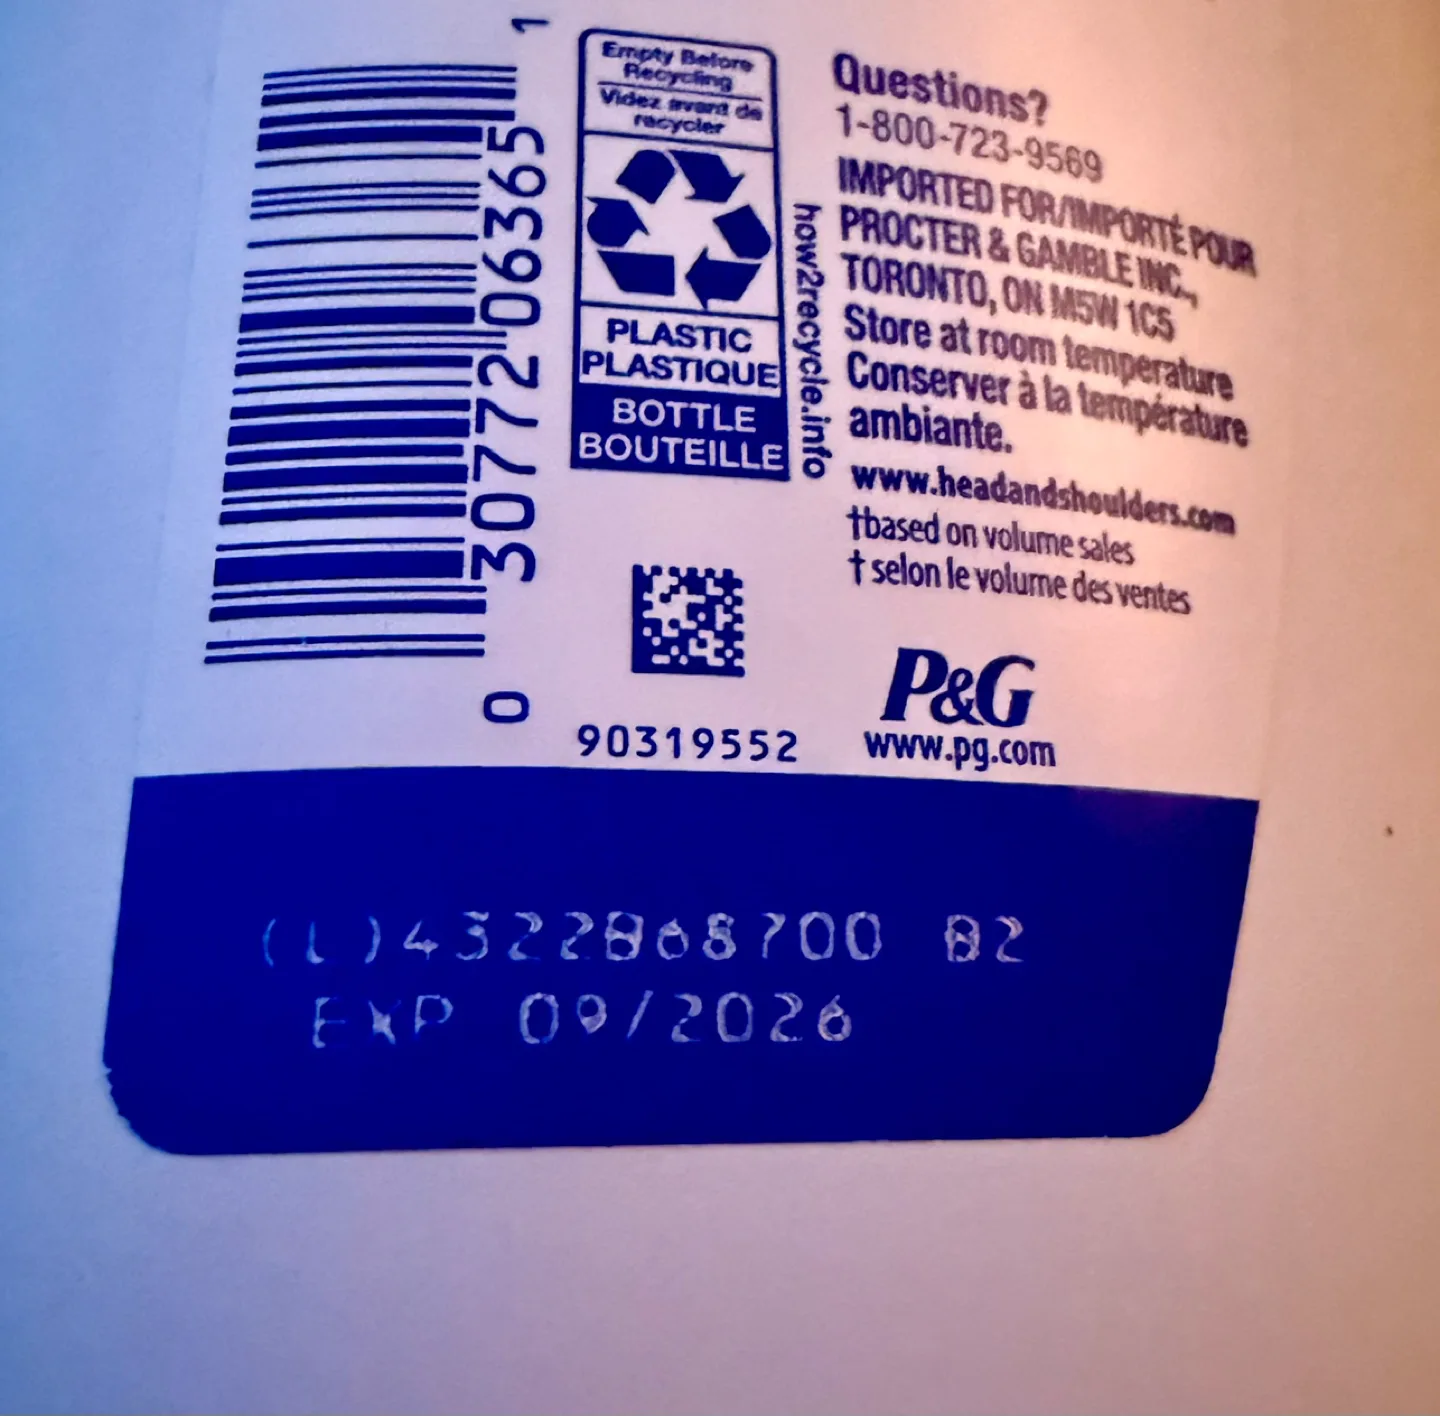 0 30772 06365 1
Empty Before
Recycling
Videz avant de
recycler
PLASTIC
PLASTIQUE
BOTTLE
BOUTEILLE
how2recycle.info
90319552
Questions?
1-800-723-9569
IMPORTED FOR/IMPORTÉ POUR
PROCTER & GAMBLE INC.,
TORONTO, ON M5W 1C5
Store at room temperature
Conserver à la température
ambiante.
www.headandshoulders.com
†based on volume sales
† selon le volume des ventes
P&G
www.pg.com
(L)4322868700 B2
EXP 09/2026